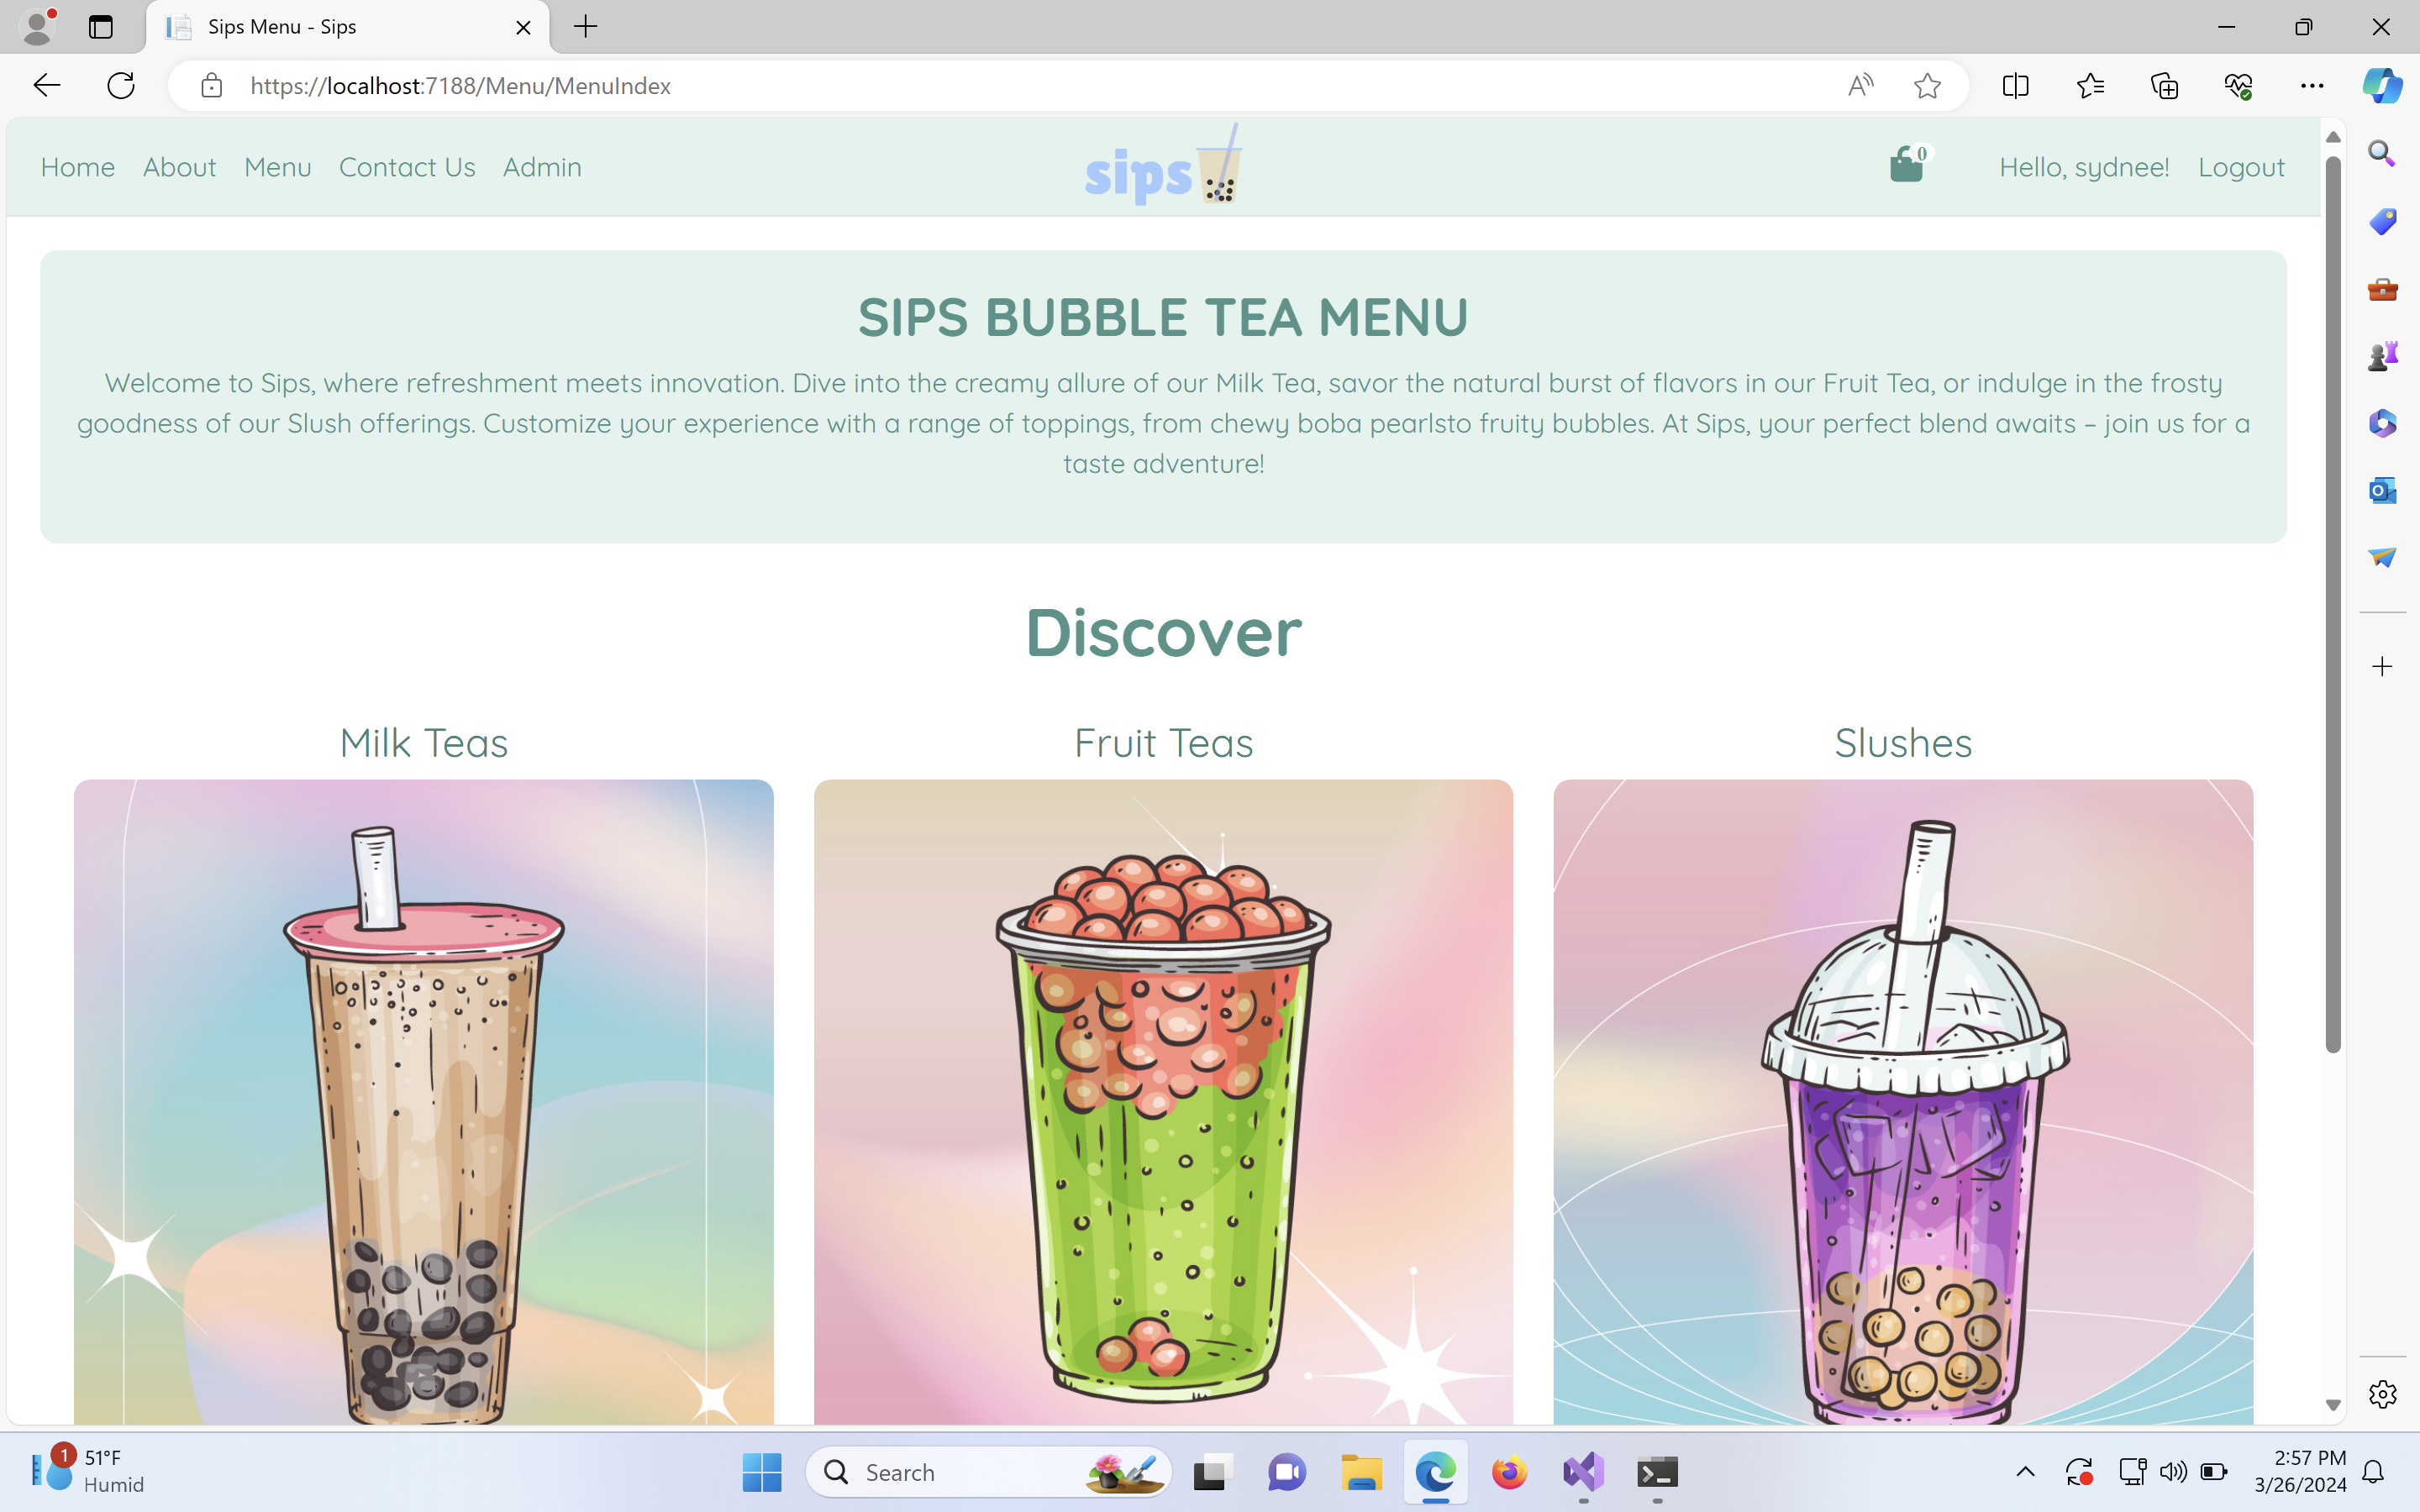 Sips Menu - Sips
https://localhost:7188/Menu/MenuIndex
Home About Menu Contact Us Admin
sips
0
Hello, sydnee! Logout
SIPS BUBBLE TEA MENU
Welcome to Sips, where refreshment meets innovation. Dive into the creamy allure of our Milk Tea, savor the natural burst of flavors in our Fruit Tea, or indulge in the frosty
goodness of our Slush offerings. Customize your experience with a range of toppings, from chewy boba pearlsto fruity bubbles. At Sips, your perfect blend awaits – join us for a
taste adventure!
Discover
Milk Teas
Fruit Teas
Slushes
1
51°F
Humid
Search
2:57 PM
3/26/2024